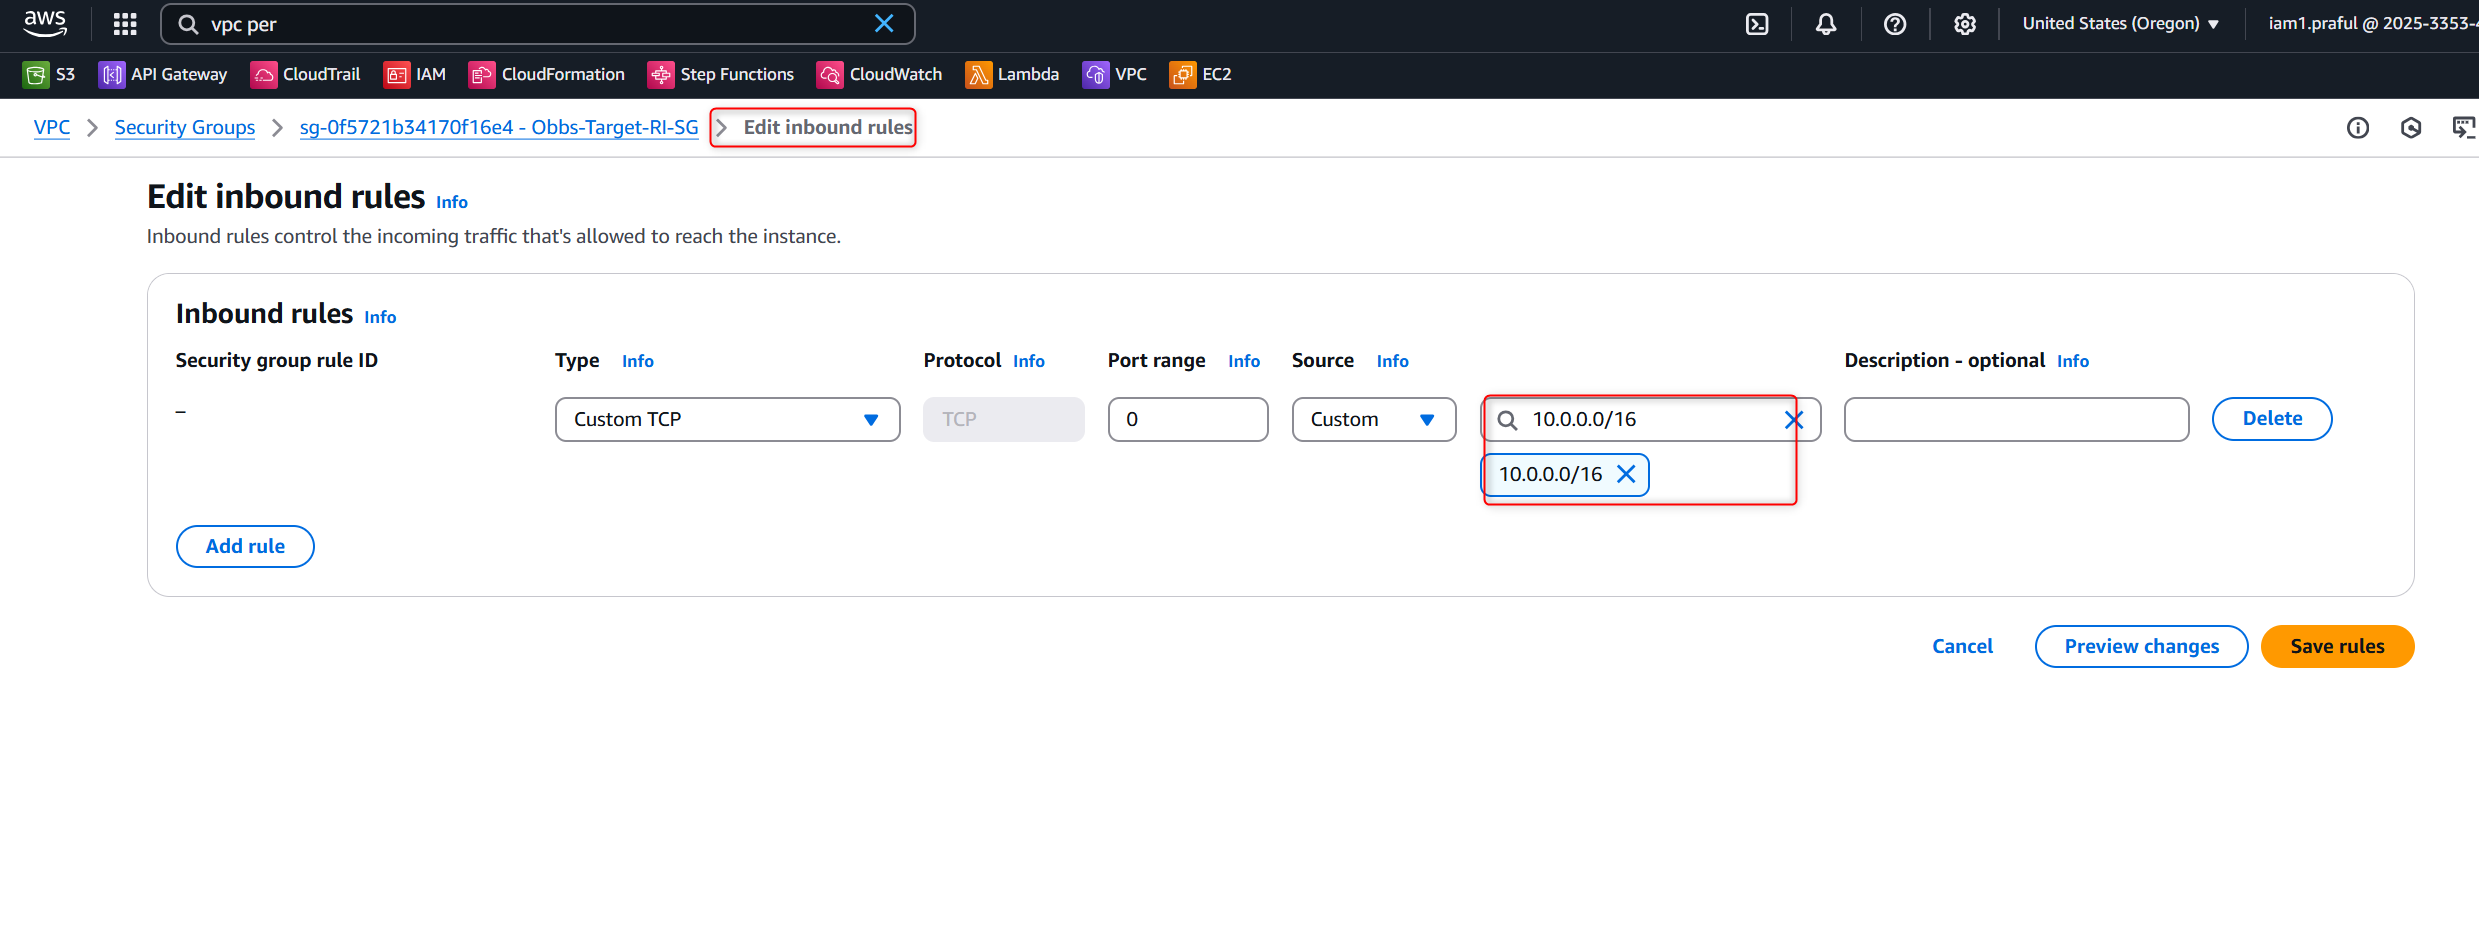 aws
vpc per
United States (Oregon)
iam1.praful @ 2025-3353-4
S3 API Gateway CloudTrail IAM CloudFormation Step Functions CloudWatch Lambda VPC EC2
VPC Security Groups sg-0f5721b34170f16e4 - Obbs-Target-RI-SG Edit inbound rules
Edit inbound rules Info
Inbound rules control the incoming traffic that's allowed to reach the instance.
Inbound rules Info
Security group rule ID Type Info Protocol Info Port range Info Source Info Description - optional Info
– Custom TCP TCP 0 Custom 10.0.0.0/16 Delete
10.0.0.0/16
Add rule
Cancel Preview changes Save rules